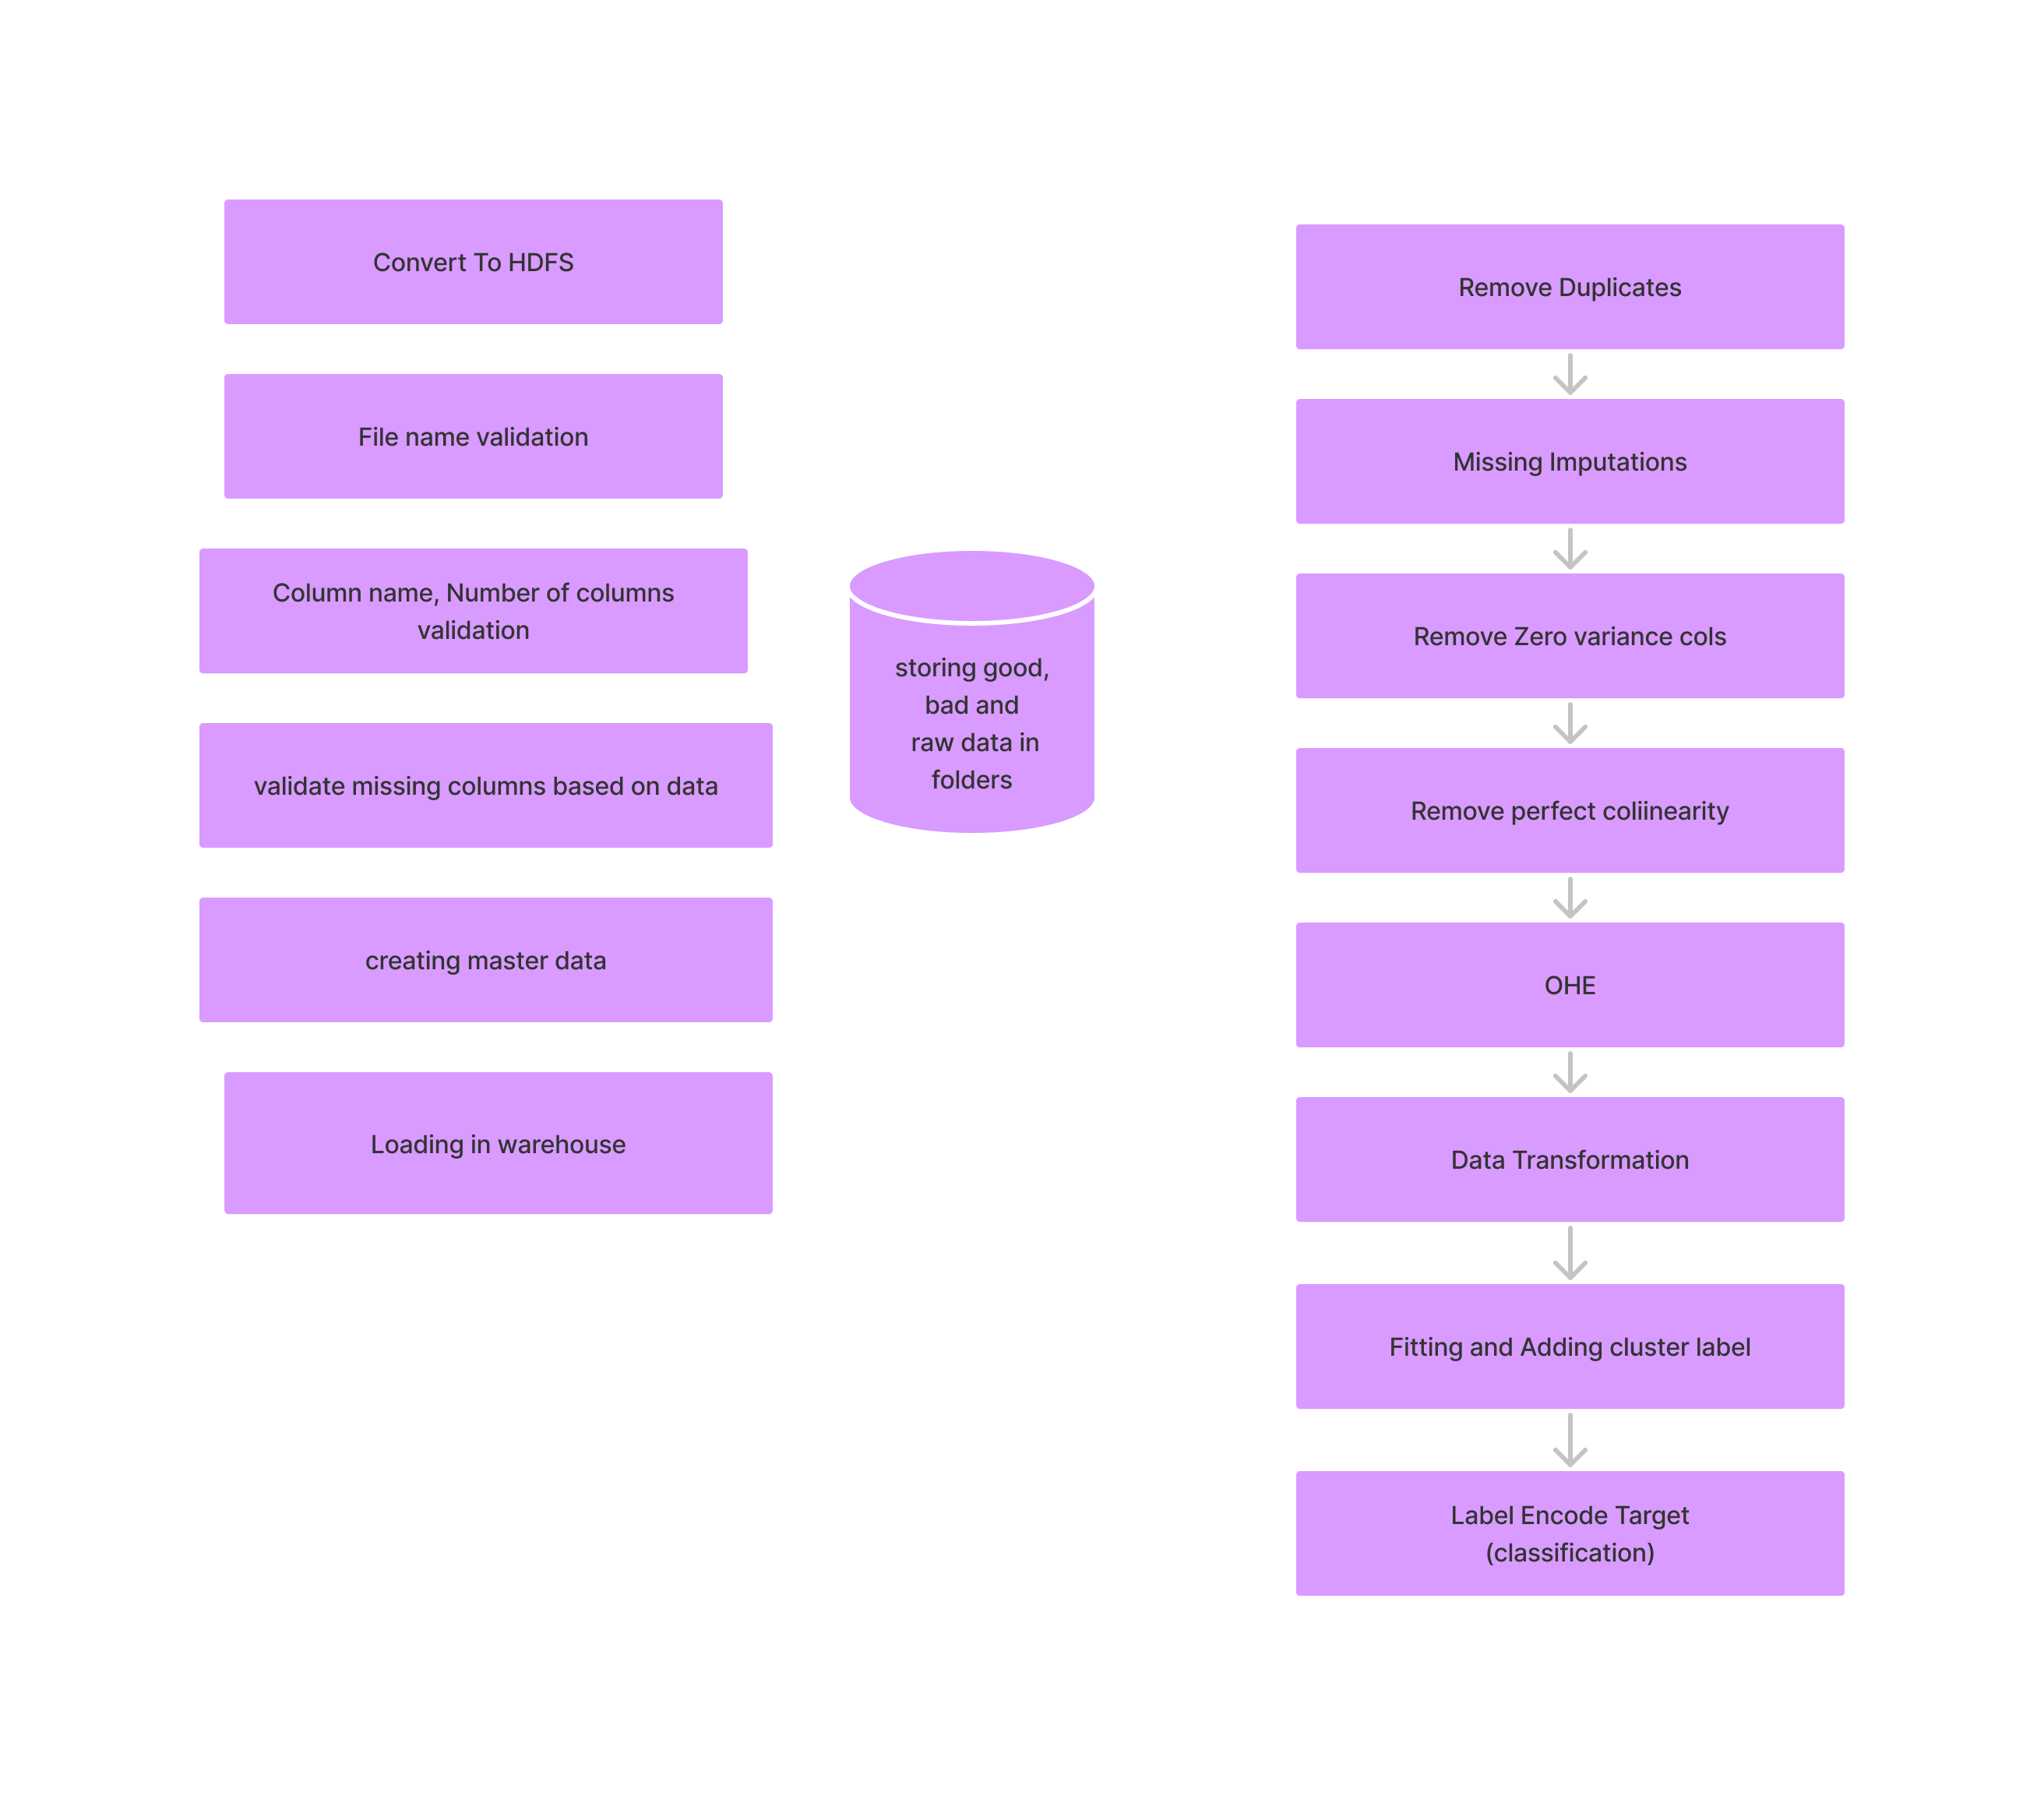 Convert To HDFS
File name validation
Column name, Number of columns
validation
validate missing columns based on data
creating master data
Loading in warehouse
storing good,
bad and
raw data in
folders
Remove Duplicates
Missing Imputations
Remove Zero variance cols
Remove perfect coliinearity
OHE
Data Transformation
Fitting and Adding cluster label
Label Encode Target
(classification)